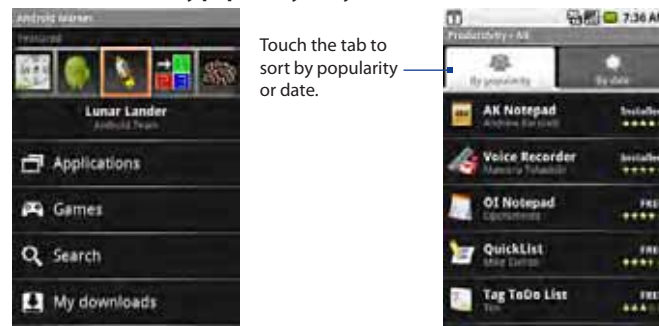 Android Market
Featured
Lunar Lander
Android Team
Applications
Games
Search
My downloads
Touch the tab to
sort by popularity
or date.
7:36 AM
Productivity › All
By popularity
By date
AK Notepad
Installed
Voice Recorder
Installed
OI Notepad
FREE
OpenIntents
QuickList
FREE
Tag ToDo List
FREE